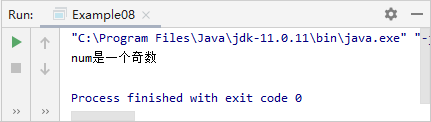 Run: Example08
"C:\Program Files\Java\jdk-11.0.11\bin\java.exe" "-j
num是一个奇数
Process finished with exit code 0